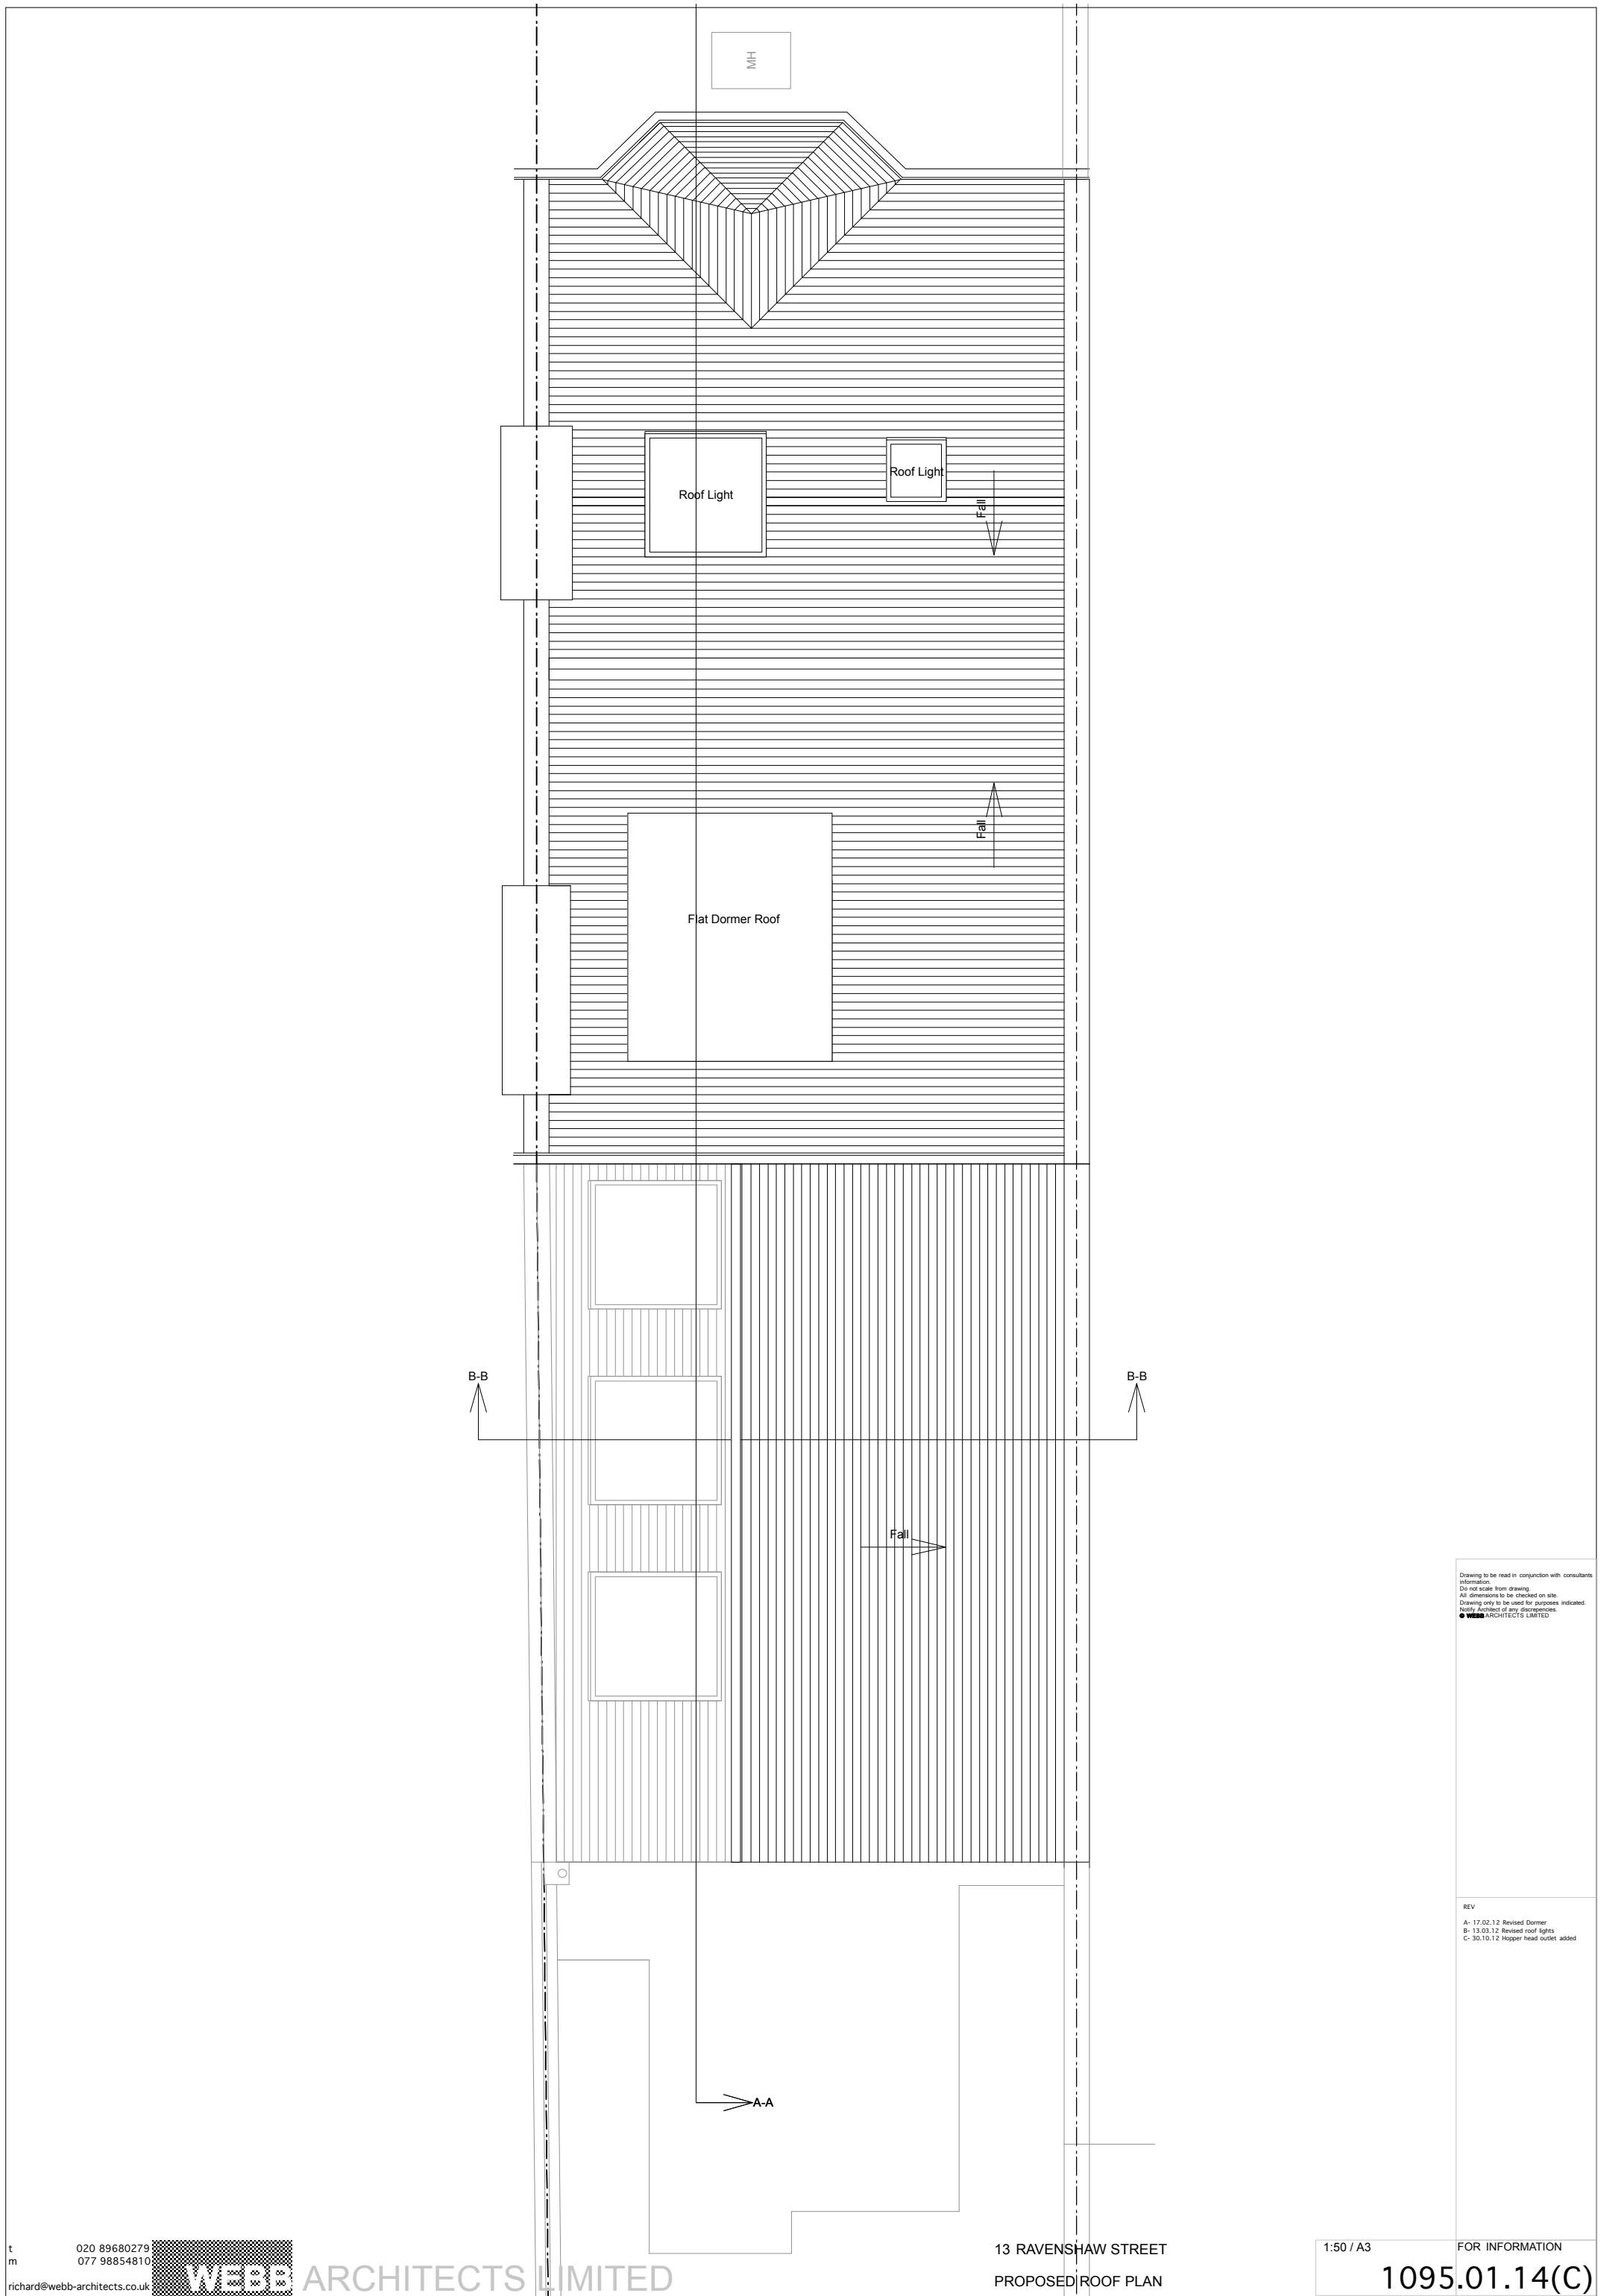 MH
Roof Light
Roof Light
Fall
Fall
Flat Dormer Roof
B-B
B-B
Fall
Drawing to be read in conjunction with consultants
information.
Do not scale from drawing.
All dimensions to be checked on site.
Drawing only to be used for purposes indicated.
Notify Architect of any discrepencies.
© WEBB ARCHITECTS LIMITED
REV
A- 17.02.12 Revised Dormer
B- 13.03.12 Revised roof lights
C- 30.10.12 Hopper head outlet added
A-A
t 020 89680279
m 077 98854810
richard@webb-architects.co.uk
WEBB ARCHITECTS LIMITED
13 RAVENSHAW STREET
PROPOSED ROOF PLAN
1:50 / A3
FOR INFORMATION
1095.01.14(C)